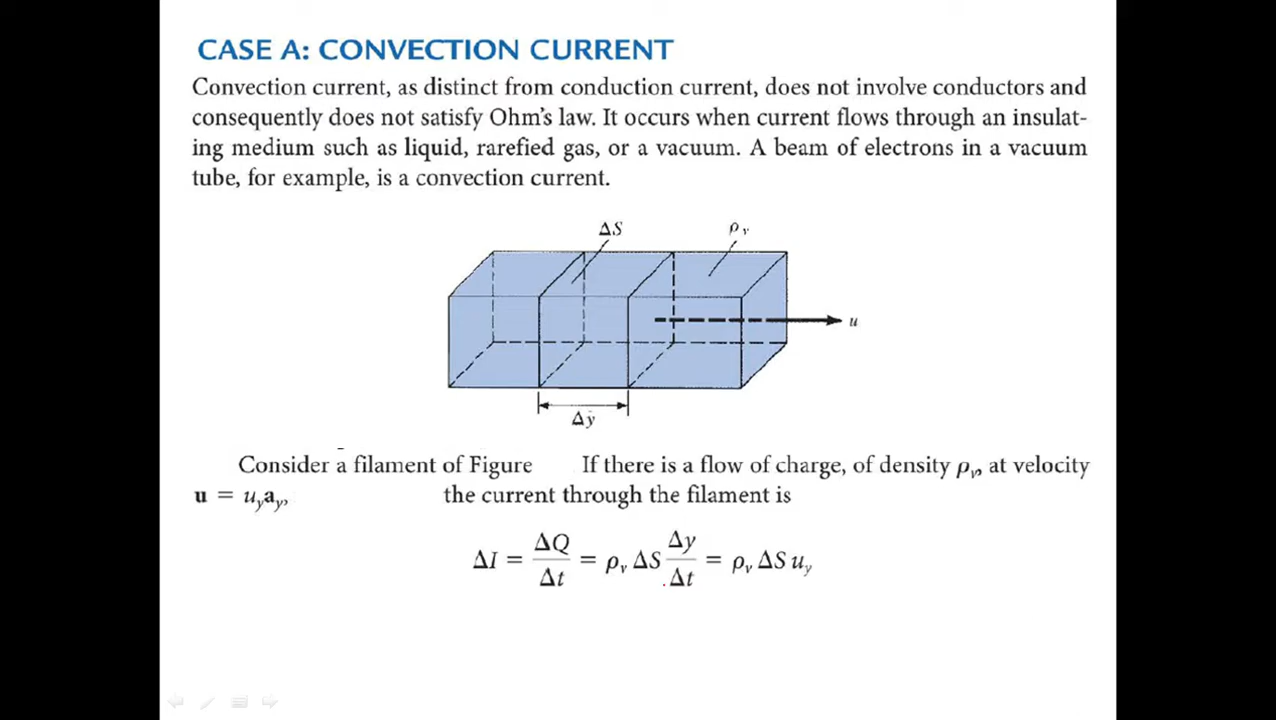 CASE A: CONVECTION CURRENT
Convection current, as distinct from conduction current, does not involve conductors and
consequently does not satisfy Ohm's law. It occurs when current flows through an insulat-
ing medium such as liquid, rarefied gas, or a vacuum. A beam of electrons in a vacuum
tube, for example, is a convection current.
ΔS ρᵥ
u
Δy
Consider a filament of Figure If there is a flow of charge, of density ρᵥ, at velocity
u = u_y a_y, the current through the filament is
ΔI = ΔQ/Δt = ρᵥ ΔS Δy/Δt = ρᵥ ΔS u_y